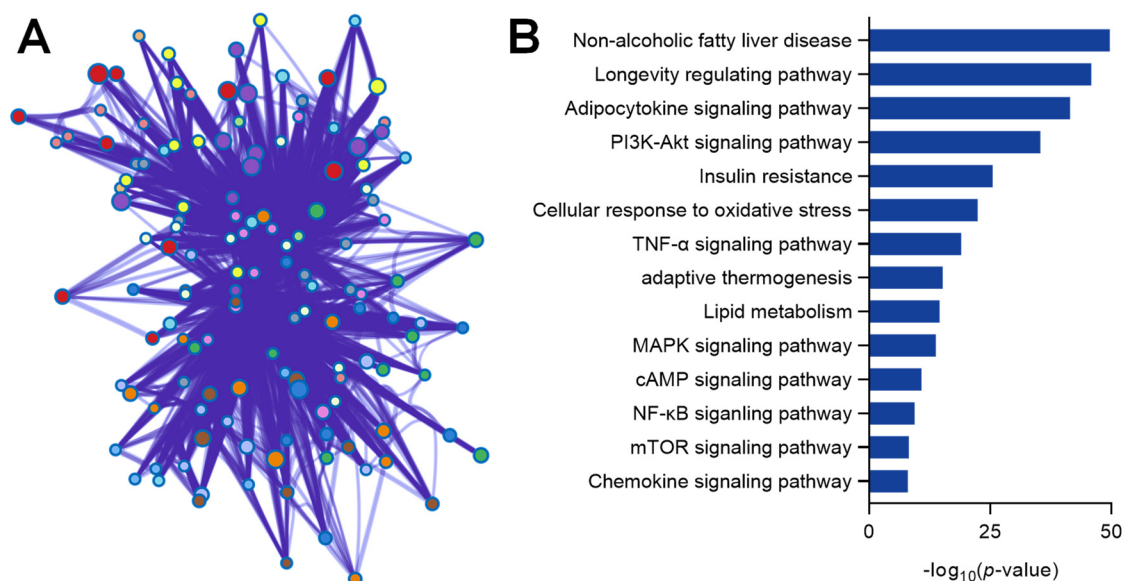 A
B
Non-alcoholic fatty liver disease
Longevity regulating pathway
Adipocytokine signaling pathway
PI3K-Akt signaling pathway
Insulin resistance
Cellular response to oxidative stress
TNF-α signaling pathway
adaptive thermogenesis
Lipid metabolism
MAPK signaling pathway
cAMP signaling pathway
NF-κB siganling pathway
mTOR signaling pathway
Chemokine signaling pathway
0 25 50
-log10(p-value)